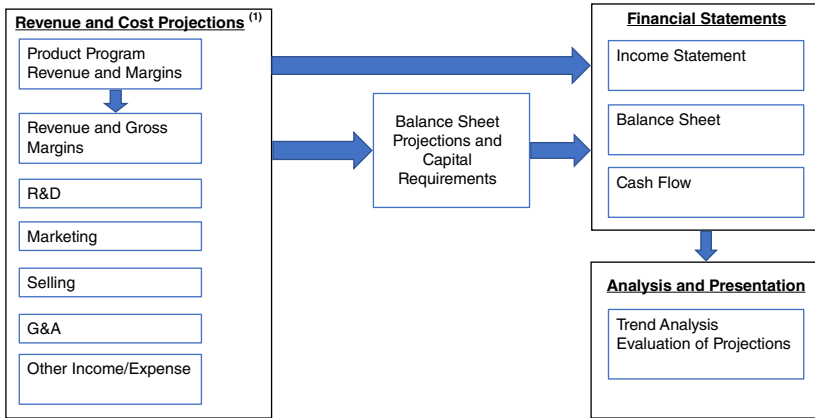 Revenue and Cost Projections (1)
Product Program
Revenue and Margins
Revenue and Gross
Margins
R&D
Marketing
Selling
G&A
Other Income/Expense
Balance Sheet
Projections and
Capital
Requirements
Financial Statements
Income Statement
Balance Sheet
Cash Flow
Analysis and Presentation
Trend Analysis
Evaluation of Projections